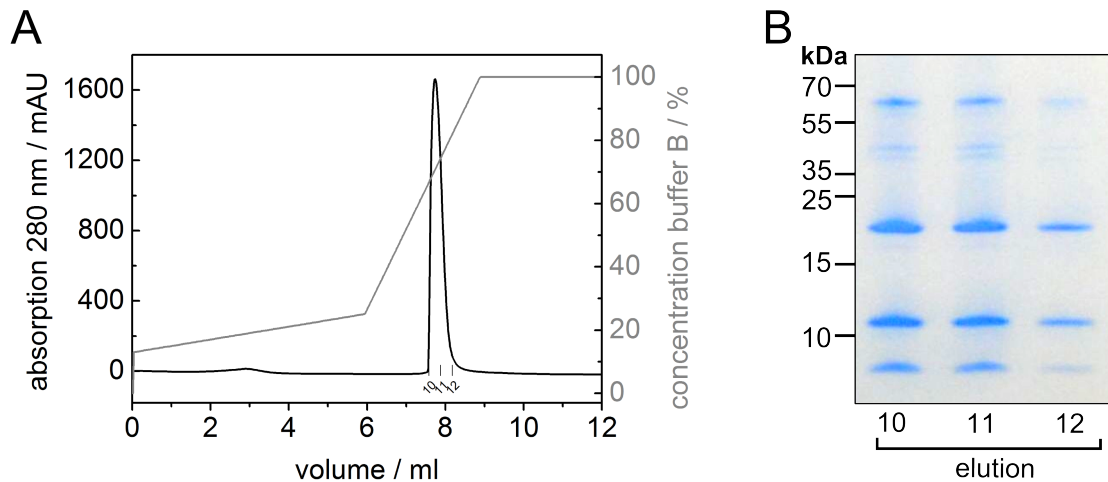 A
absorption 280 nm / mAU
1600
1200
800
400
0
0 2 4 6 8 10 12
volume / ml
10 11 12
100
80
60
40
20
0
concentration buffer B / %
B
kDa
70
55
35
25
15
10
10 11 12
elution